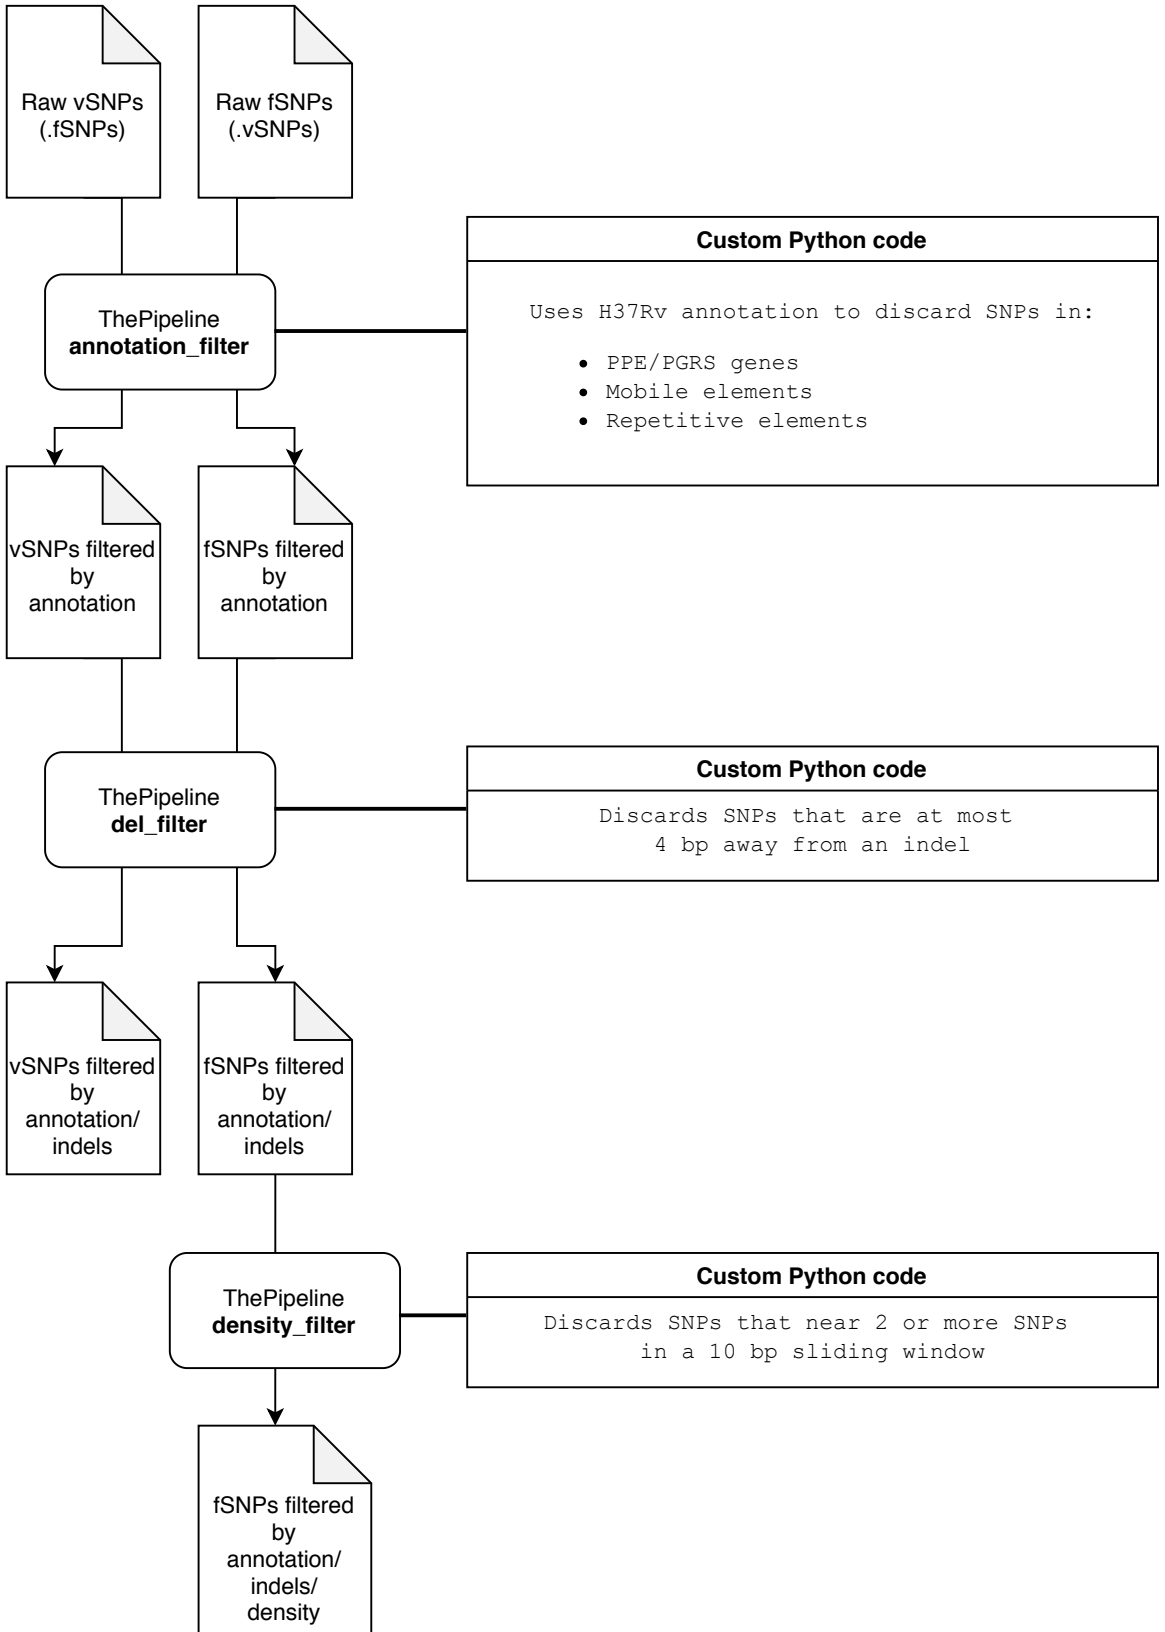 Raw vSNPs
(.fSNPs)
Raw fSNPs
(.vSNPs)
Custom Python code
Uses H37Rv annotation to discard SNPs in:
• PPE/PGRS genes
• Mobile elements
• Repetitive elements
ThePipeline
annotation_filter
vSNPs filtered
by
annotation
fSNPs filtered
by
annotation
ThePipeline
del_filter
Custom Python code
Discards SNPs that are at most
4 bp away from an indel
vSNPs filtered
by
annotation/
indels
fSNPs filtered
by
annotation/
indels
ThePipeline
density_filter
Custom Python code
Discards SNPs that near 2 or more SNPs
in a 10 bp sliding window
fSNPs filtered
by
annotation/
indels/
density